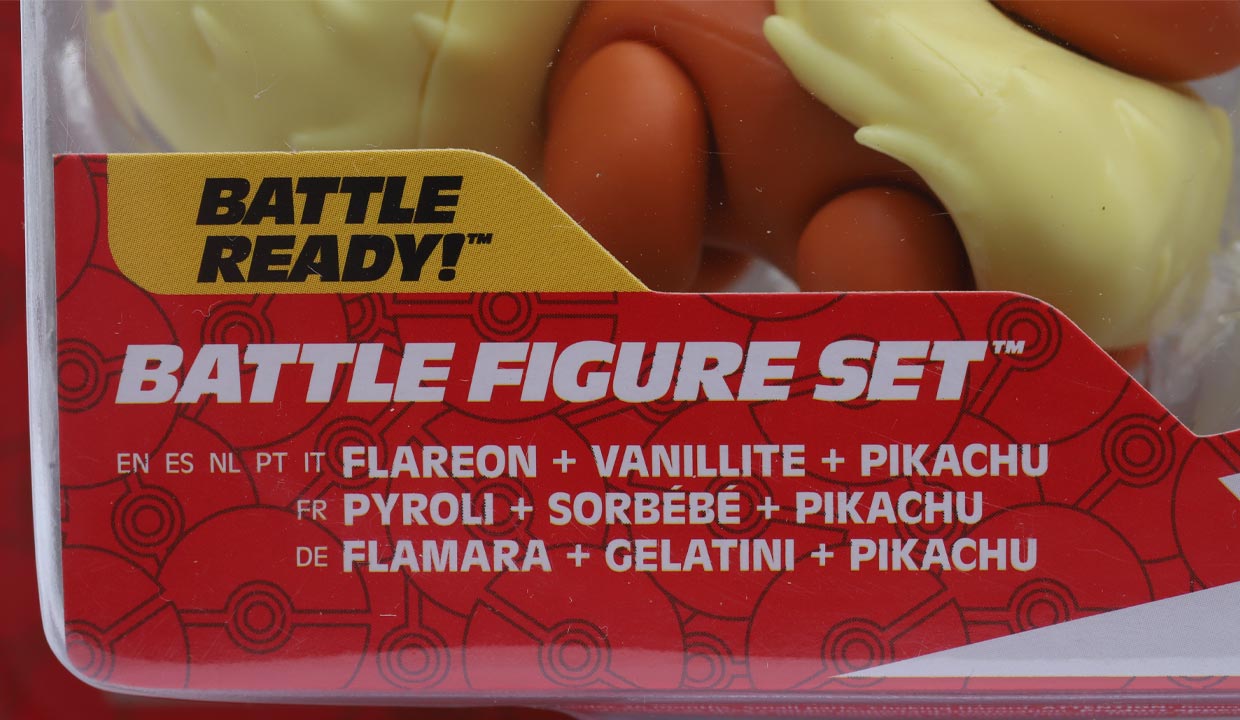 BATTLE
READY!™
BATTLE FIGURE SET™
EN ES NL PT IT FLAREON + VANILLITE + PIKACHU
FR PYROLI + SORBÉBÉ + PIKACHU
DE FLAMARA + GELATINI + PIKACHU